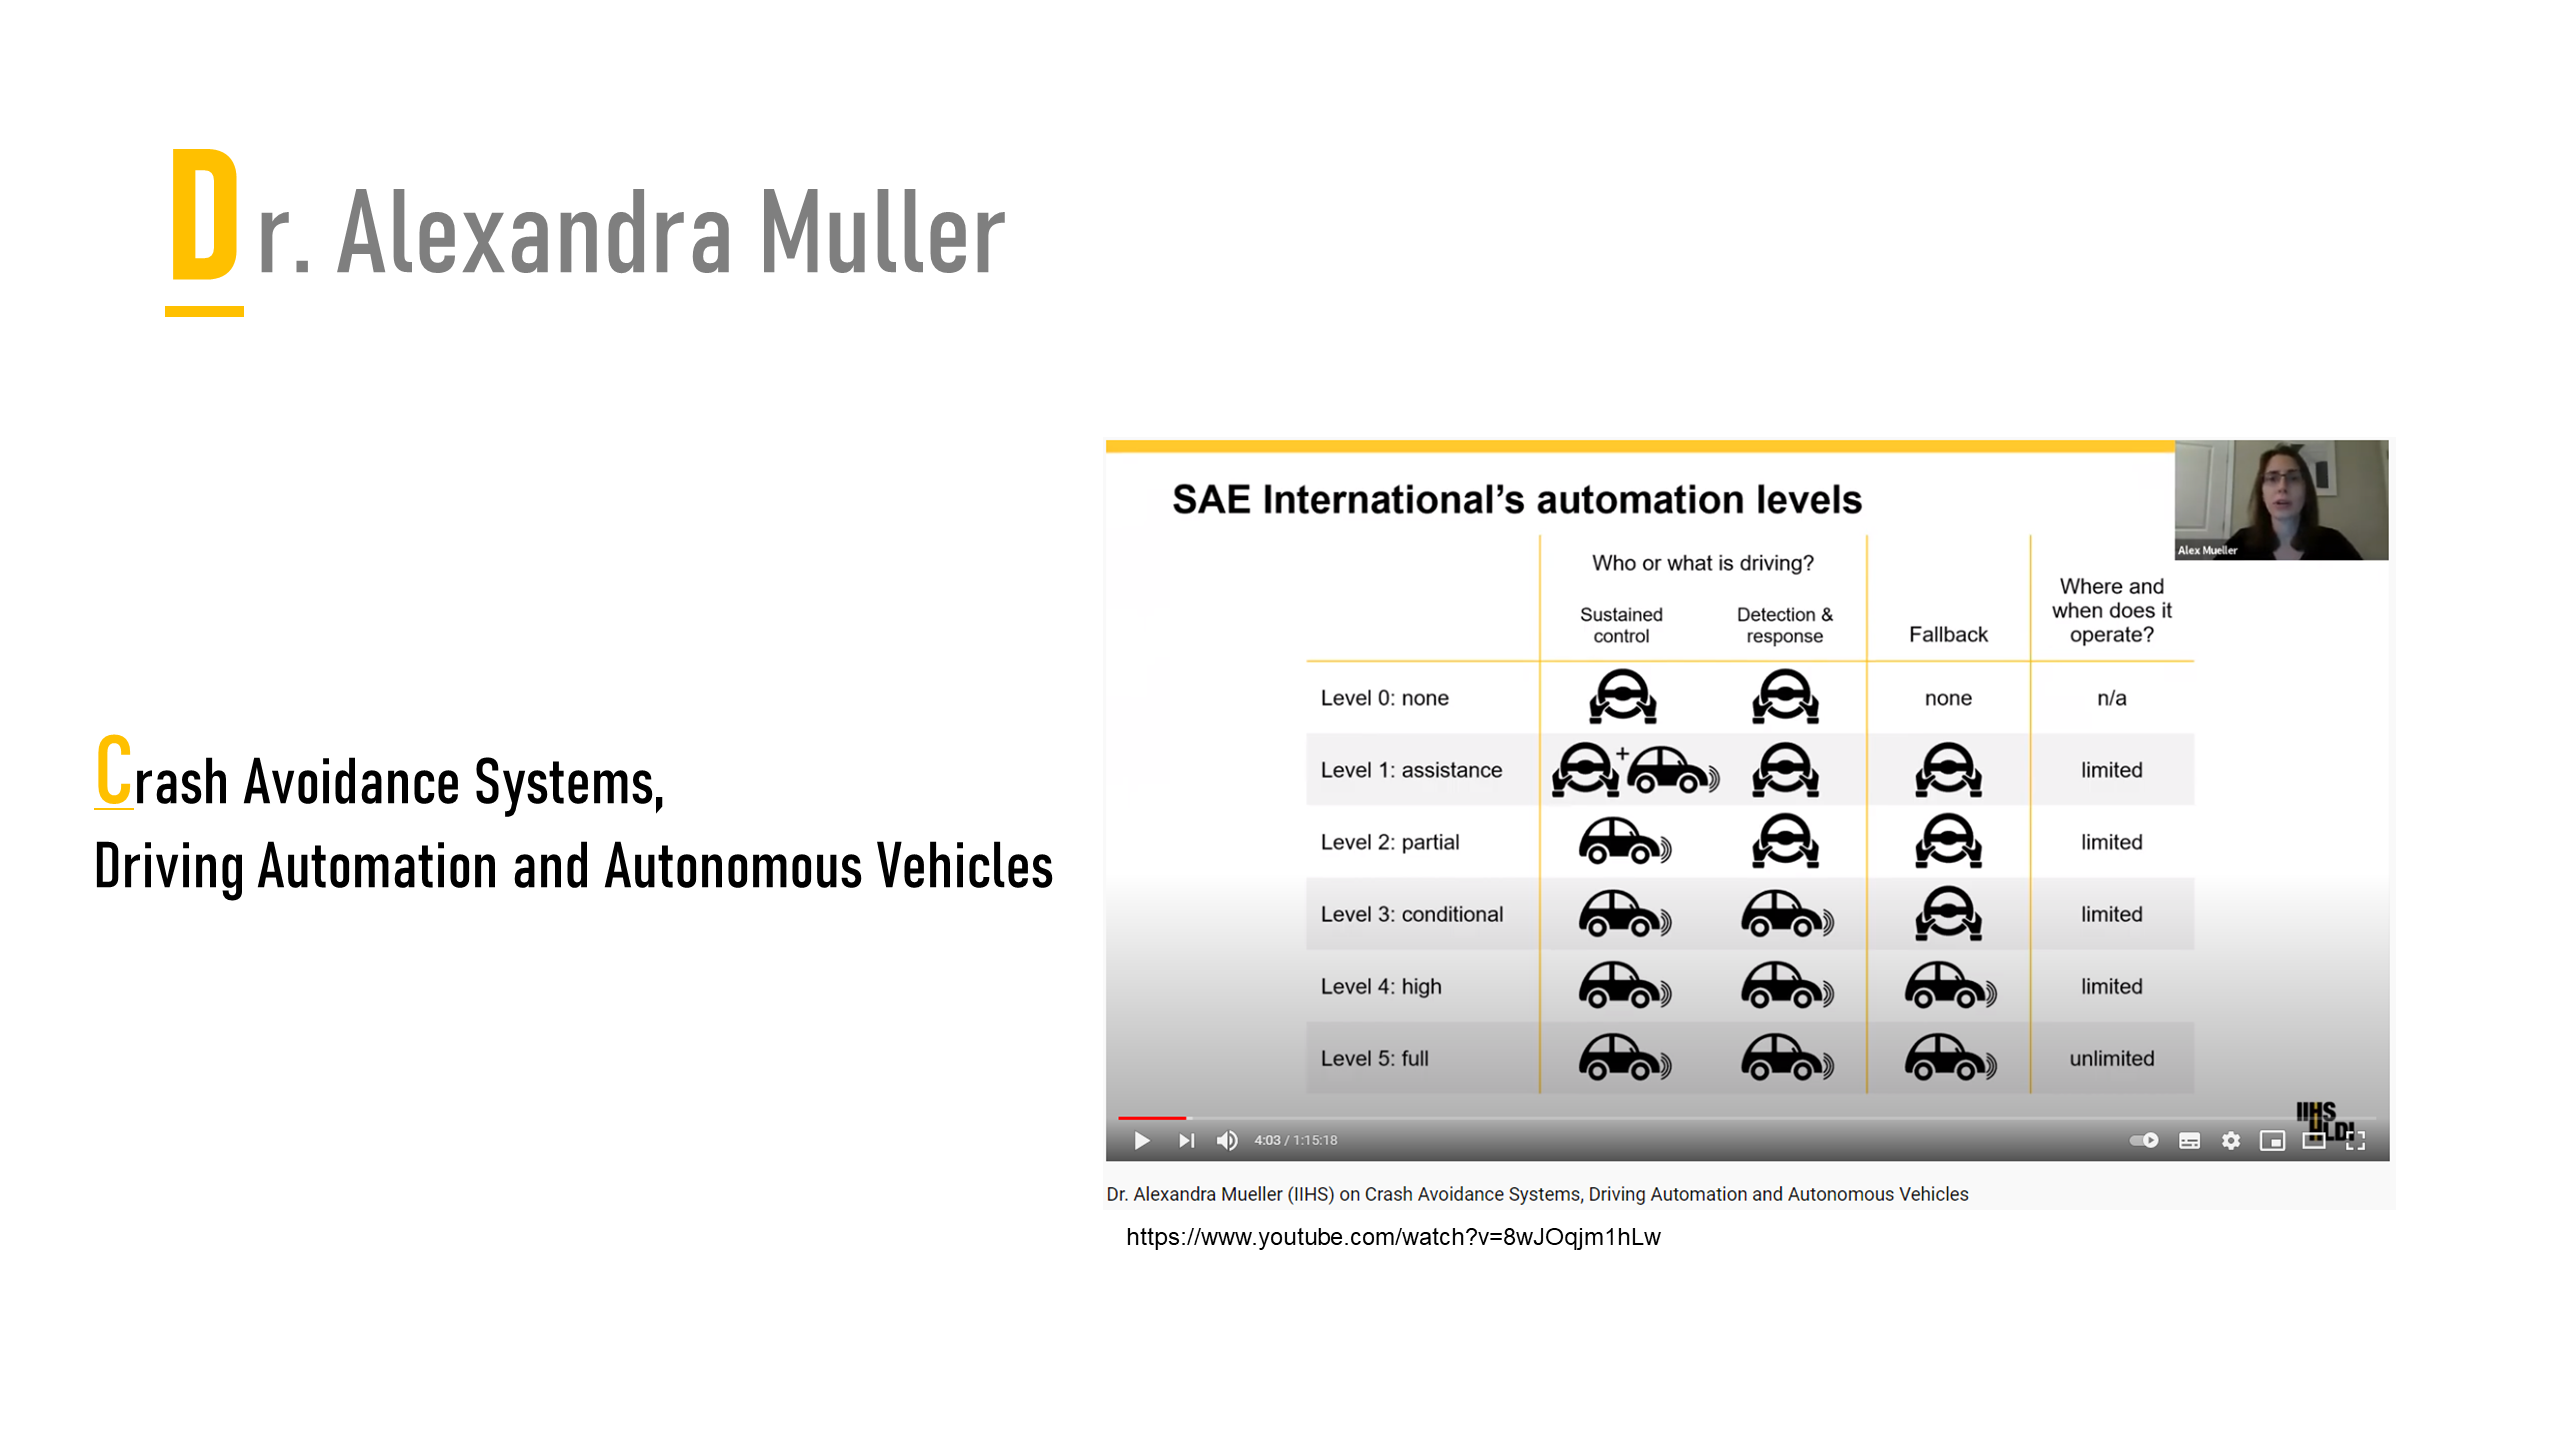 Dr. Alexandra Muller
Crash Avoidance Systems,
Driving Automation and Autonomous Vehicles
SAE International’s automation levels
Alex Mueller
Who or what is driving?
Sustained control
Detection & response
Fallback
Where and when does it operate?
Level 0: none none n/a
Level 1: assistance + limited
Level 2: partial limited
Level 3: conditional limited
Level 4: high limited
Level 5: full unlimited
IIHS
HLDI
4:03 / 1:15:18
Dr. Alexandra Mueller (IIHS) on Crash Avoidance Systems, Driving Automation and Autonomous Vehicles
https://www.youtube.com/watch?v=8wJOqjm1hLw